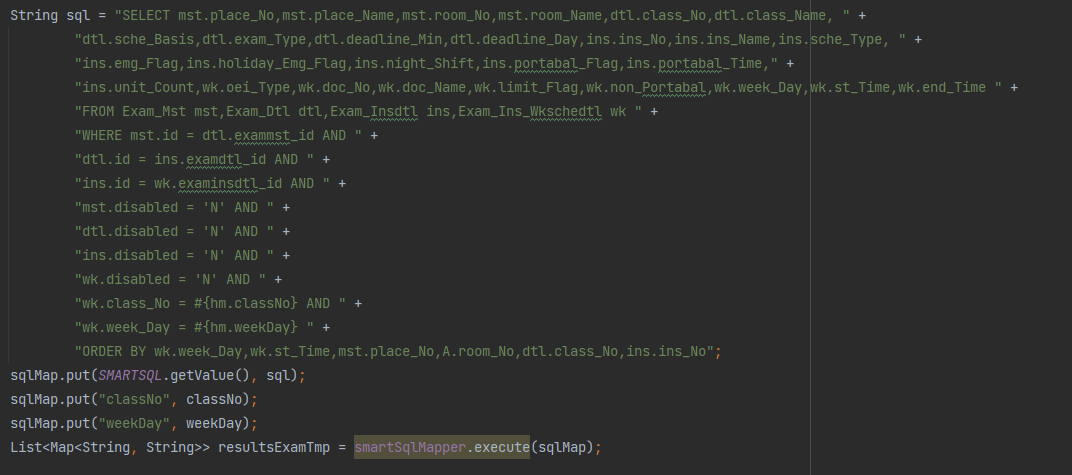 String sql = "SELECT mst.place_No,mst.place_Name,mst.room_No,mst.room_Name,dtl.class_No,dtl.class_Name, " +
"dtl.sche_Basis,dtl.exam_Type,dtl.deadline_Min,dtl.deadline_Day,ins.ins_No,ins.ins_Name,ins.sche_Type, " +
"ins.emg_Flag,ins.holiday_Emg_Flag,ins.night_Shift,ins.portabal_Flag,ins.portabal_Time," +
"ins.unit_Count,wk.oei_Type,wk.doc_No,wk.doc_Name,wk.limit_Flag,wk.non_Portabal,wk.week_Day,wk.st_Time,wk.end_Time " +
"FROM Exam_Mst mst,Exam_Dtl dtl,Exam_Insdtl ins,Exam_Ins_Wkschedtl wk " +
"WHERE mst.id = dtl.exammst_id AND " +
"dtl.id = ins.examdtl_id AND " +
"ins.id = wk.examinsdtl_id AND " +
"mst.disabled = 'N' AND " +
"dtl.disabled = 'N' AND " +
"ins.disabled = 'N' AND " +
"wk.disabled = 'N' AND " +
"wk.class_No = #{hm.classNo} AND " +
"wk.week_Day = #{hm.weekDay} " +
"ORDER BY wk.week_Day,wk.st_Time,mst.place_No,A.room_No,dtl.class_No,ins.ins_No";
sqlMap.put(SMARTSQL.getValue(), sql);
sqlMap.put("classNo", classNo);
sqlMap.put("weekDay", weekDay);
List<Map<String, String>> resultsExamTmp = smartSqlMapper.execute(sqlMap);